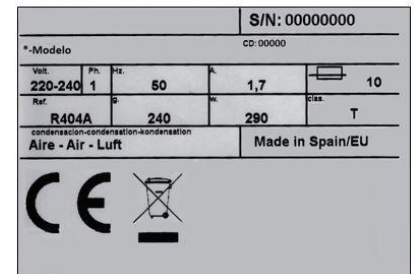 S/N: 00000000
*-Modelo
CD:00000
Volt. Ph. Hz. A.
220-240 1 50 1,7 10
Ref. g. w. clas.
R404A 240 290 T
condensacion-condensation-kondensation
Aire - Air - Luft
Made in Spain/EU
CE